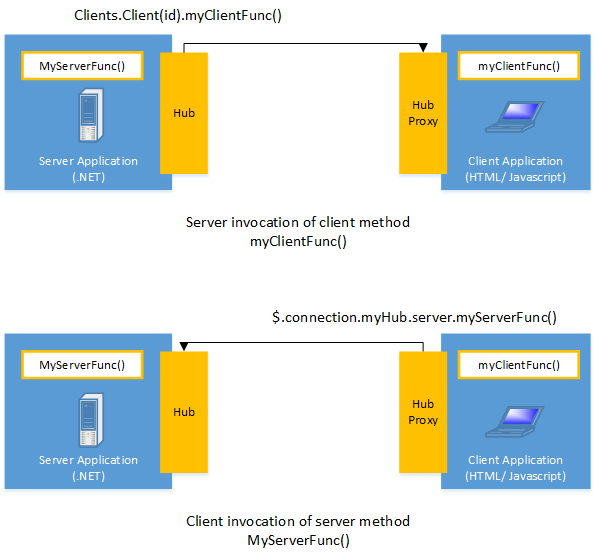 Clients.Client(id).myClientFunc()
MyServerFunc()
Hub
Server Application
(.NET)
Hub
Proxy
myClientFunc()
Client Application
(HTML/ Javascript)
Server invocation of client method
myClientFunc()
$.connection.myHub.server.myServerFunc()
MyServerFunc()
Hub
Server Application
(.NET)
Hub
Proxy
myClientFunc()
Client Application
(HTML/ Javascript)
Client invocation of server method
MyServerFunc()